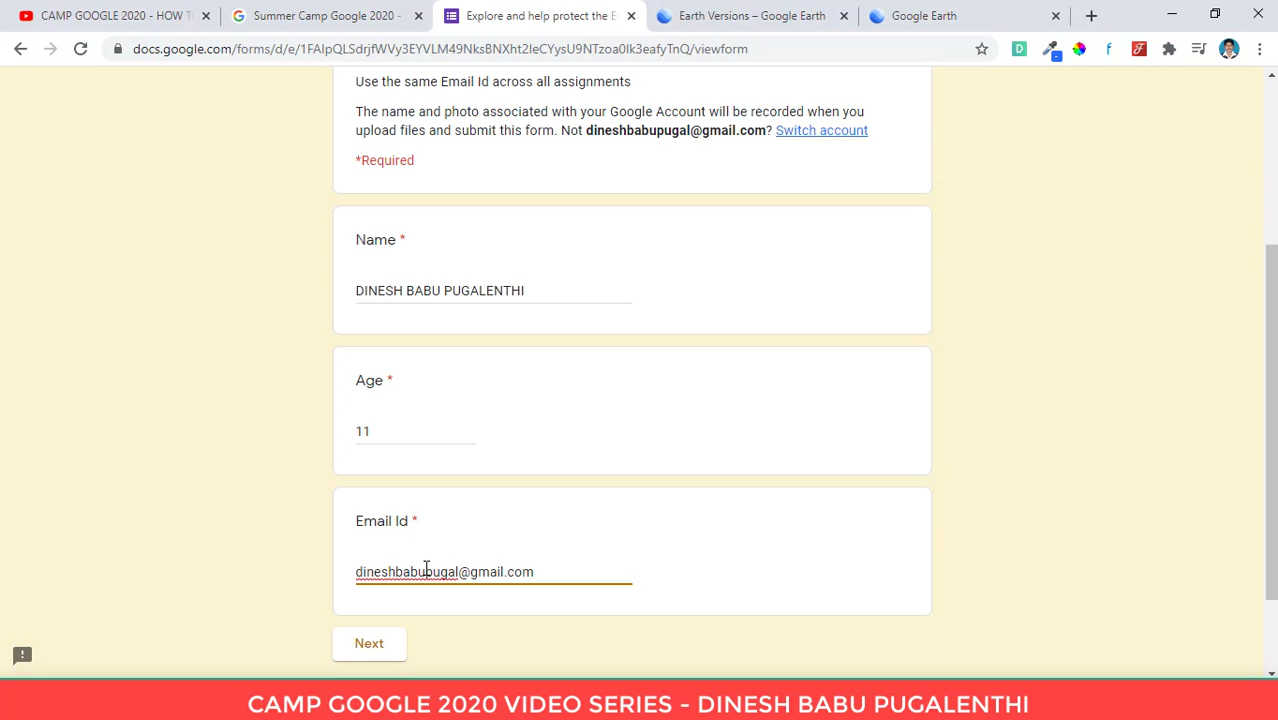 CAMP GOOGLE 2020 - HOW T
Summer Camp Google 2020 -
Explore and help protect the E
Earth Versions – Google Earth
Google Earth
docs.google.com/forms/d/e/1FAIpQLSdrjfWVy3EYVLM49Nks8NXht2IeCYysU9NTzoa0Ik3eafyTnQ/viewform
Use the same Email Id across all assignments
The name and photo associated with your Google Account will be recorded when you
upload files and submit this form. Not dineshbabupugal@gmail.com? Switch account
*Required
Name *
DINESH BABU PUGALENTHI
Age *
11
Email Id *
dineshbabupugal@gmail.com
Next
CAMP GOOGLE 2020 VIDEO SERIES - DINESH BABU PUGALENTHI